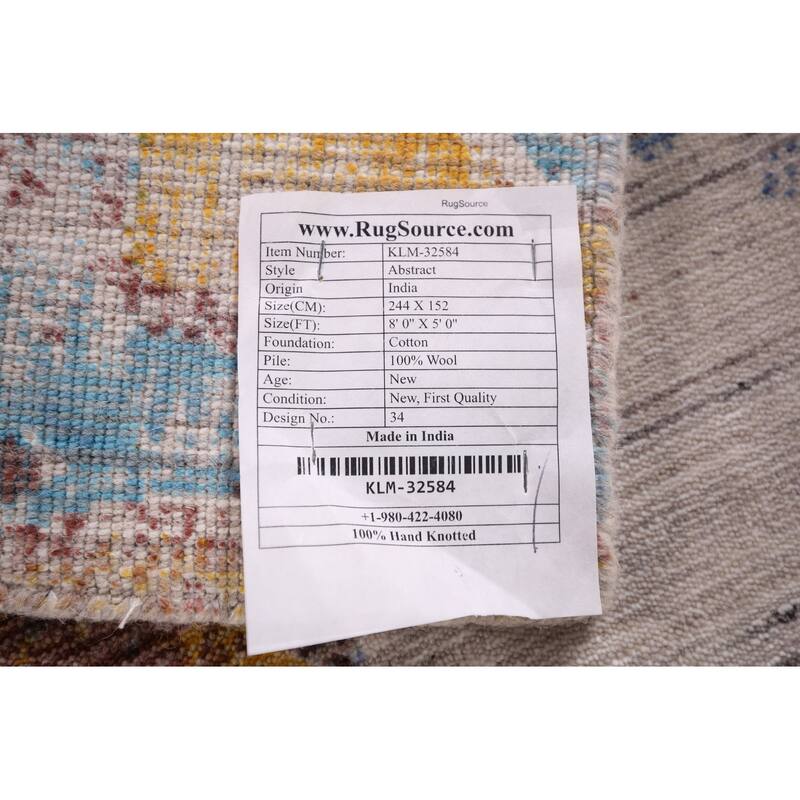 RugSource
www.RugSource.com
Item Number: KLM-32584
Style Abstract
Origin India
Size(CM): 244 X 152
Size(FT): 8' 0" X 5' 0"
Foundation: Cotton
Pile: 100% Wool
Age: New
Condition: New, First Quality
Design No.: 34
Made in India
KLM-32584
+1-980-422-4080
100% Hand Knotted